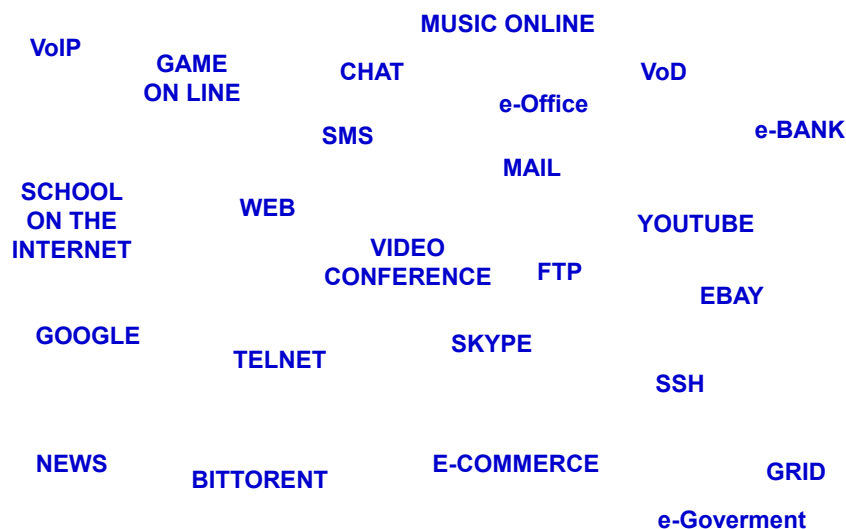 MUSIC ONLINE
VoIP
GAME
ON LINE
CHAT
VoD
e-Office
SMS
e-BANK
MAIL
SCHOOL
ON THE
INTERNET
WEB
YOUTUBE
VIDEO
CONFERENCE
FTP
EBAY
GOOGLE
TELNET
SKYPE
SSH
NEWS
BITTORENT
E-COMMERCE
GRID
e-Goverment